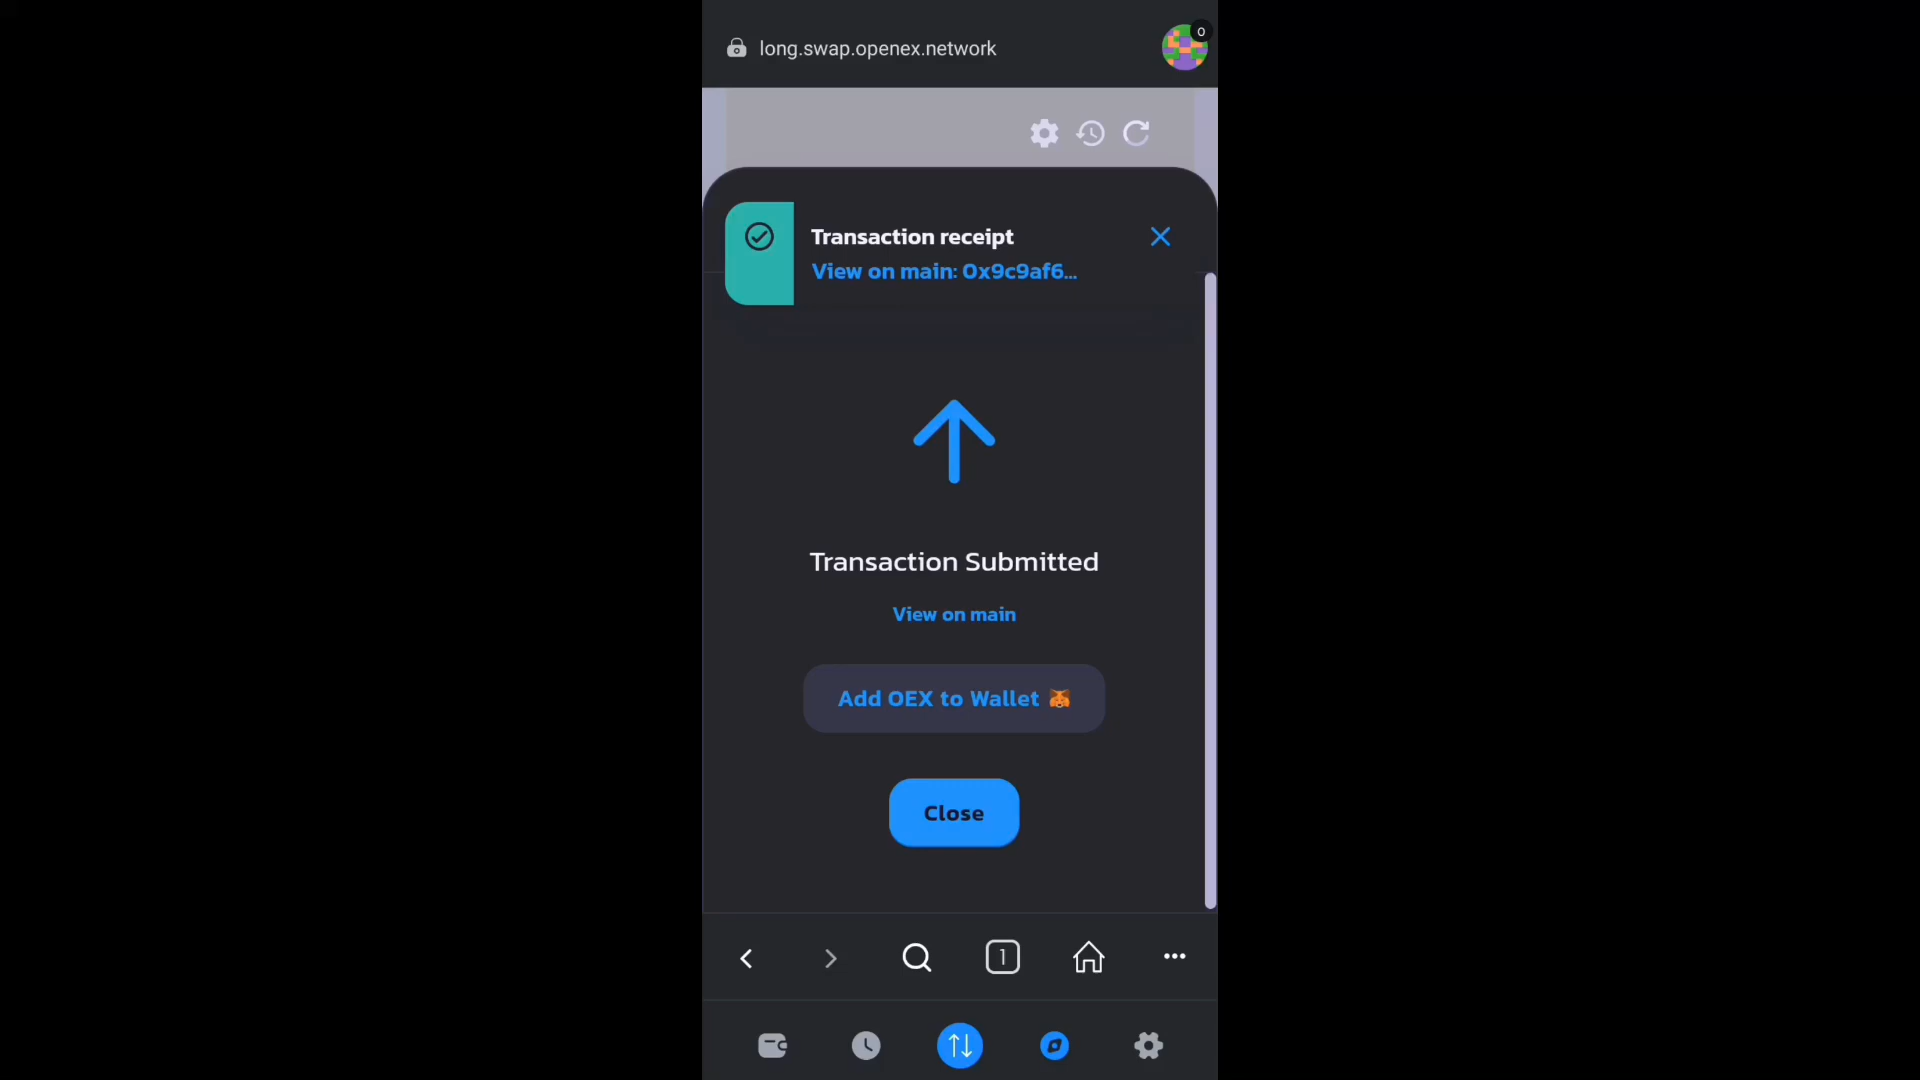 long.swap.openex.network
0
Transaction receipt
View on main: 0x9c9af6...
Transaction Submitted
View on main
Add OEX to Wallet
Close
1